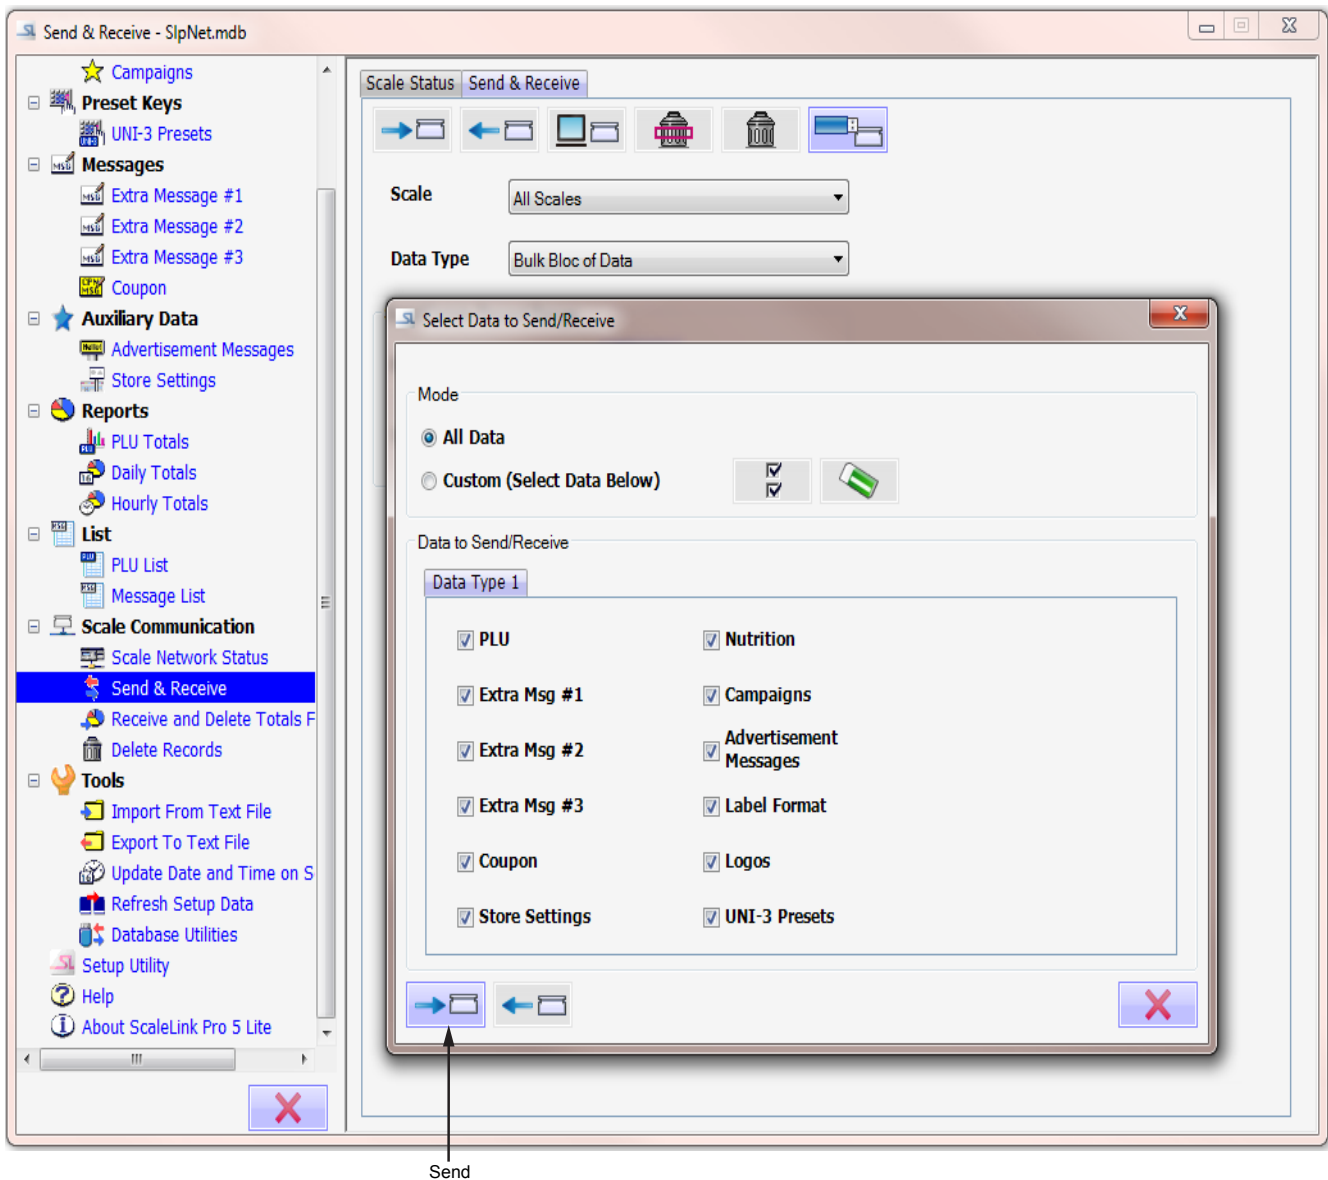 Send & Receive - SlpNet.mdb
Campaigns
Preset Keys
UNI-3 Presets
Messages
Extra Message #1
Extra Message #2
Extra Message #3
Coupon
Auxiliary Data
Advertisement Messages
Store Settings
Reports
PLU Totals
Daily Totals
Hourly Totals
List
PLU List
Message List
Scale Communication
Scale Network Status
Send & Receive
Receive and Delete Totals F
Delete Records
Tools
Import From Text File
Export To Text File
Update Date and Time on S
Refresh Setup Data
Database Utilities
Setup Utility
Help
About ScaleLink Pro 5 Lite
Scale Status
Send & Receive
Scale
All Scales
Data Type
Bulk Bloc of Data
Select Data to Send/Receive
Mode
All Data
Custom (Select Data Below)
Data to Send/Receive
Data Type 1
PLU
Nutrition
Extra Msg #1
Campaigns
Extra Msg #2
Advertisement
Messages
Extra Msg #3
Label Format
Coupon
Logos
Store Settings
UNI-3 Presets
Send